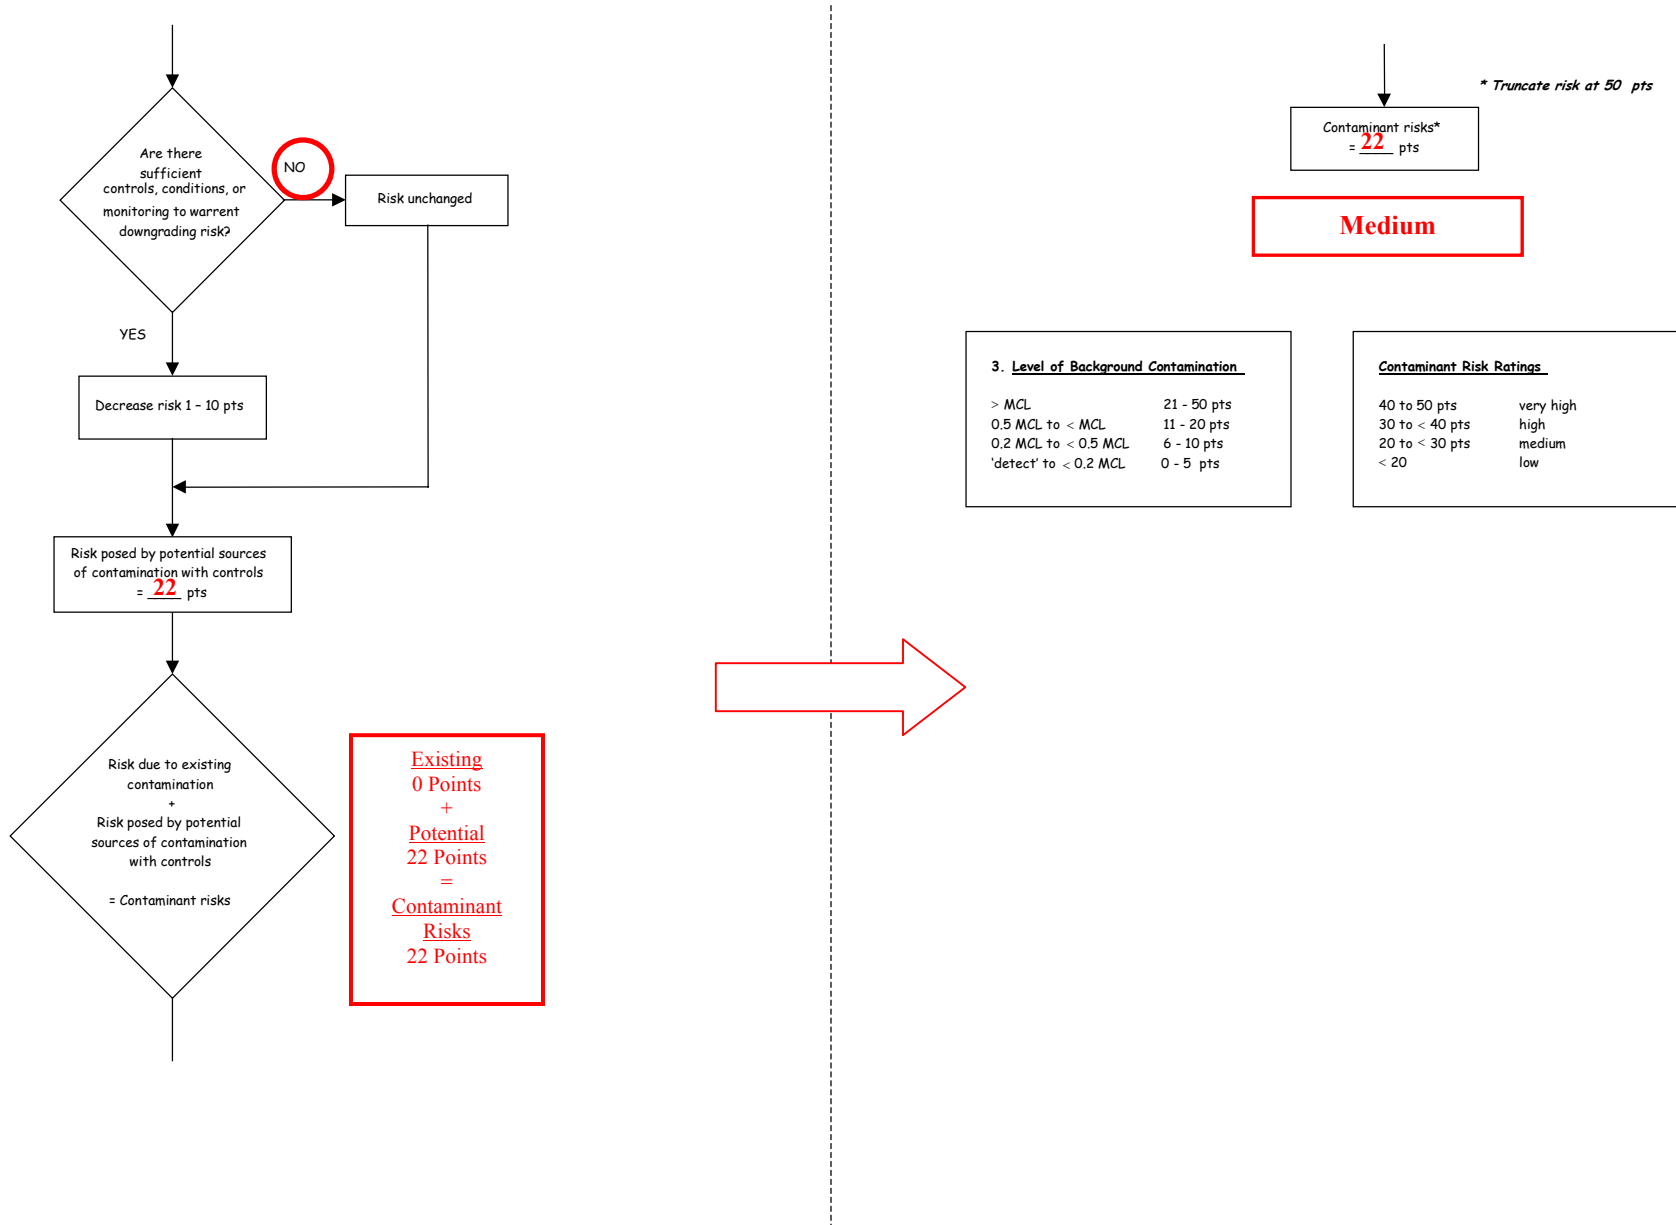 Are there
sufficient
controls, conditions, or
monitoring to warrent
downgrading risk?
NO
Risk unchanged
YES
Decrease risk 1 – 10 pts
Risk posed by potential sources
of contamination with controls
= 22 pts
Risk due to existing
contamination
+
Risk posed by potential
sources of contamination
with controls
= Contaminant risks
Existing
0 Points
+
Potential
22 Points
=
Contaminant
Risks
22 Points
* Truncate risk at 50 pts
Contaminant risks*
= 22 pts
Medium
3. Level of Background Contamination
> MCL 21 - 50 pts
0.5 MCL to < MCL 11 - 20 pts
0.2 MCL to < 0.5 MCL 6 - 10 pts
'detect' to < 0.2 MCL 0 - 5 pts
Contaminant Risk Ratings
40 to 50 pts very high
30 to < 40 pts high
20 to < 30 pts medium
< 20 low